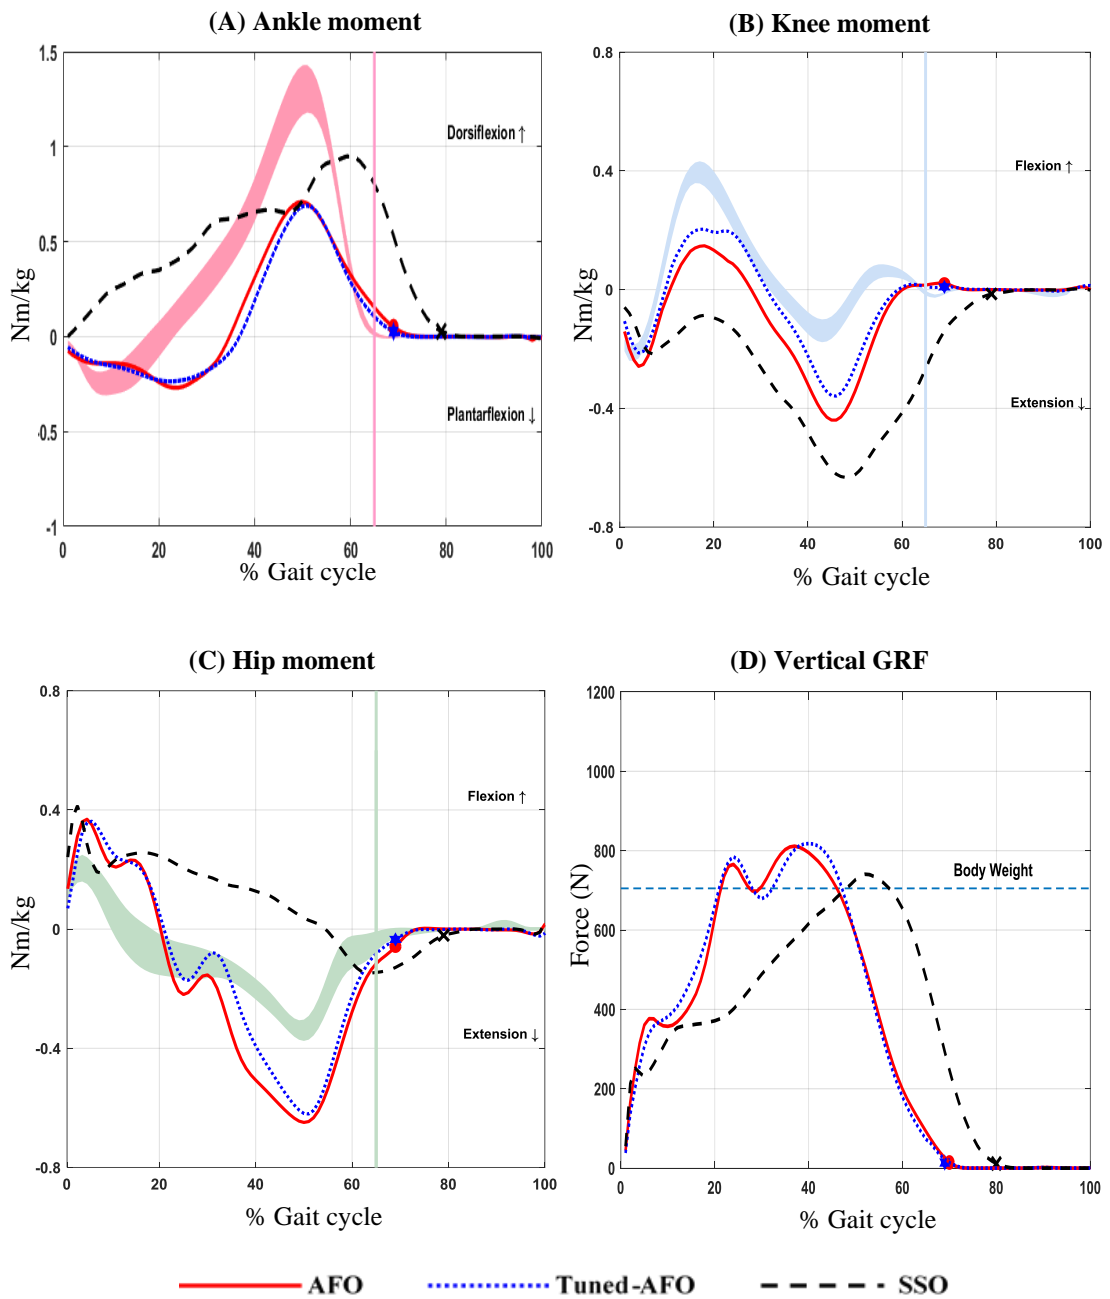 (A) Ankle moment
1.5
1
0.5
0
-0.5
-1
Nm/kg
Dorsiflexion ↑
Plantarflexion ↓
0 20 40 60 80 100
% Gait cycle
(B) Knee moment
0.8
0.4
0
-0.4
-0.8
Nm/kg
Flexion ↑
Extension ↓
0 20 40 60 80 100
% Gait cycle
(C) Hip moment
0.8
0.4
0
-0.4
-0.8
Nm/kg
Flexion ↑
Extension ↓
0 20 40 60 80 100
% Gait cycle
(D) Vertical GRF
1200
1000
800
600
400
200
0
Force (N)
Body Weight
0 20 40 60 80 100
% Gait cycle
AFO Tuned-AFO SSO